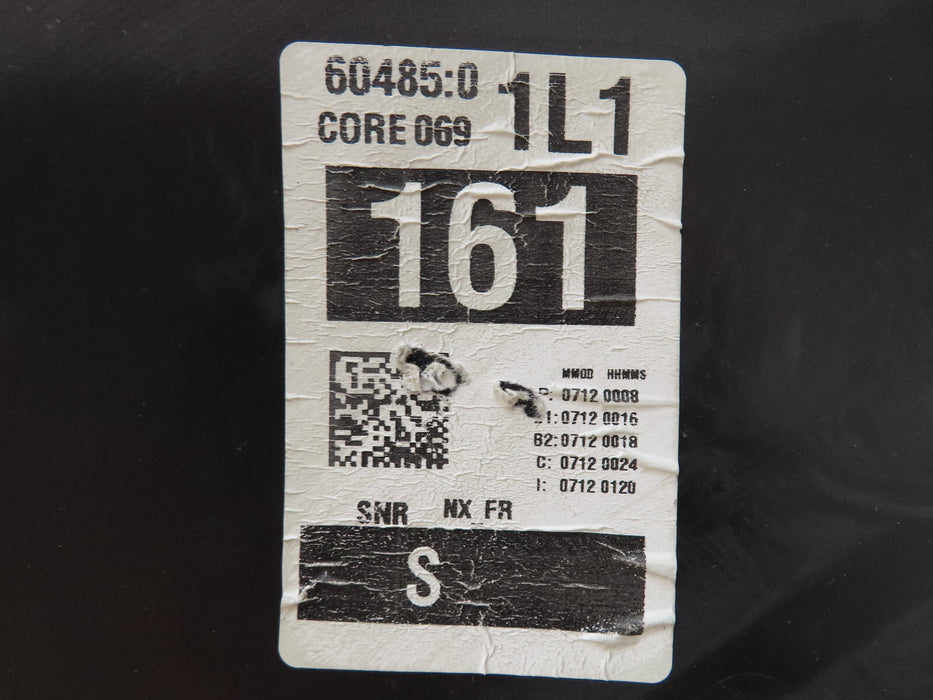 60485:0 1L1
CORE 069
161
MMDD HHMMS
P: 0712 0008
1: 0712 0016
B2: 0712 0018
C: 0712 0024
I: 0712 0120
SNR NX_FR
S